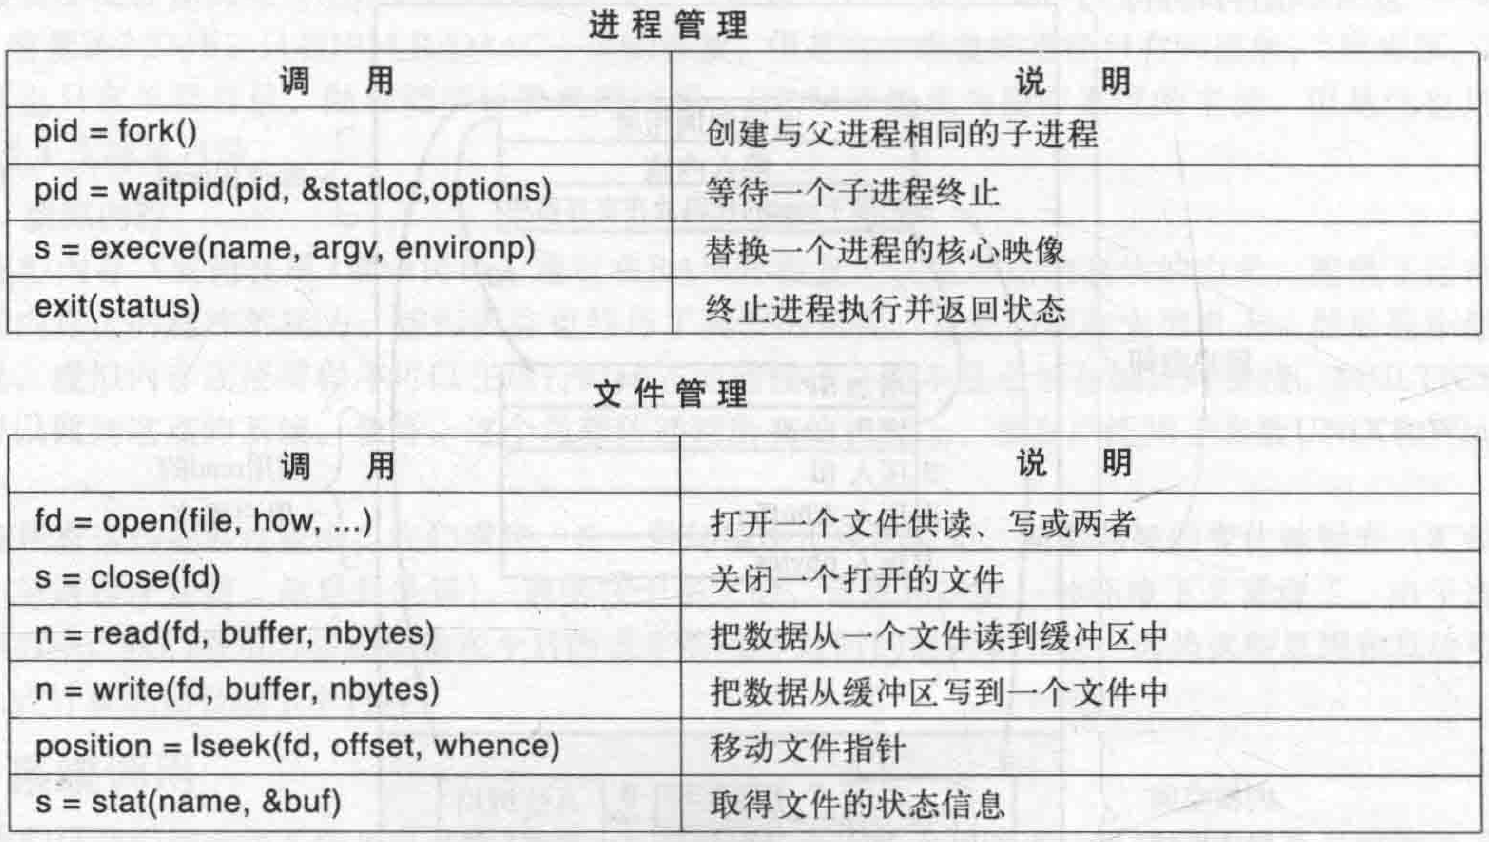 进程管理
调 用 说 明
pid = fork() 创建与父进程相同的子进程
pid = waitpid(pid, &statloc,options) 等待一个子进程终止
s = execve(name, argv, environp) 替换一个进程的核心映像
exit(status) 终止进程执行并返回状态
文件管理
调 用 说 明
fd = open(file, how, ...) 打开一个文件供读、写或两者
s = close(fd) 关闭一个打开的文件
n = read(fd, buffer, nbytes) 把数据从一个文件读到缓冲区中
n = write(fd, buffer, nbytes) 把数据从缓冲区写到一个文件中
position = lseek(fd, offset, whence) 移动文件指针
s = stat(name, &buf) 取得文件的状态信息